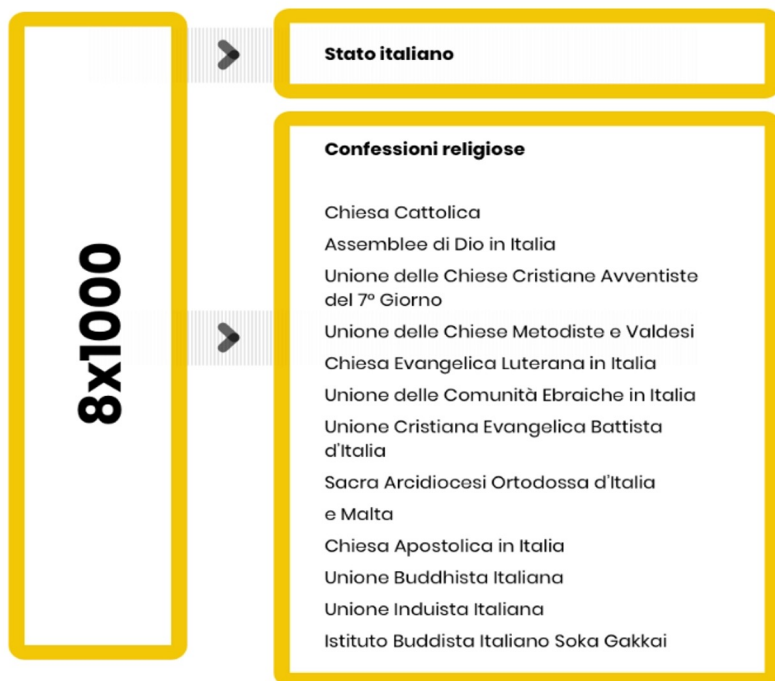 8x1000
Stato italiano
Confessioni religiose
Chiesa Cattolica
Assemblee di Dio in Italia
Unione delle Chiese Cristiane Avventiste
del 7° Giorno
Unione delle Chiese Metodiste e Valdesi
Chiesa Evangelica Luterana in Italia
Unione delle Comunità Ebraiche in Italia
Unione Cristiana Evangelica Battista
d'Italia
Sacra Arcidiocesi Ortodossa d'Italia
e Malta
Chiesa Apostolica in Italia
Unione Buddhista Italiana
Unione Induista Italiana
Istituto Buddista Italiano Soka Gakkai